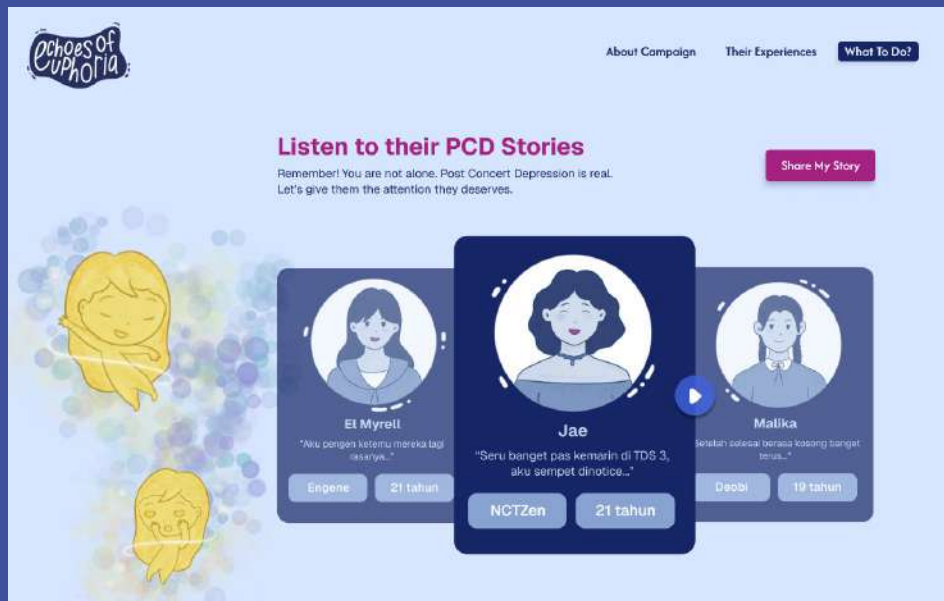 echoes of
euphoria
About Campaign
Their Experiences
What To Do?
Listen to their PCD Stories
Remember! You are not alone. Post Concert Depression is real.
Let's give them the attention they deserves.
Share My Story
El Myrell
"Aku pengen ketemu mereka lagi
rasanya..."
Engene
21 tahun
Jae
"Seru banget pas kemarin di TDS 3,
aku sempet dinotice..."
NCTZen
21 tahun
Malika
Setelah selesai berasa kosong banget
terus..."
Deobi
19 tahun